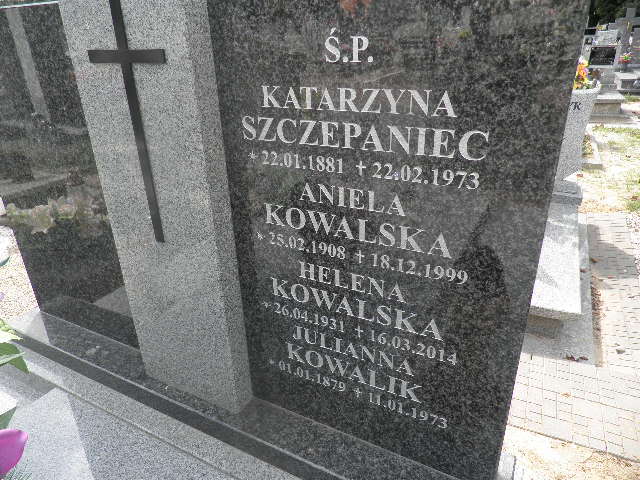 Ś.P.
KATARZYNA
SZCZEPANIEC
* 22.01.1881 + 22.02.1973
ANIELA
KOWALSKA
* 25.02.1908 + 18.12.1999
HELENA
KOWALSKA
* 26.04.1931 + 16.03.2014
JULIANNA
KOWALIK
* 01.01.1879 + 11.01.1973